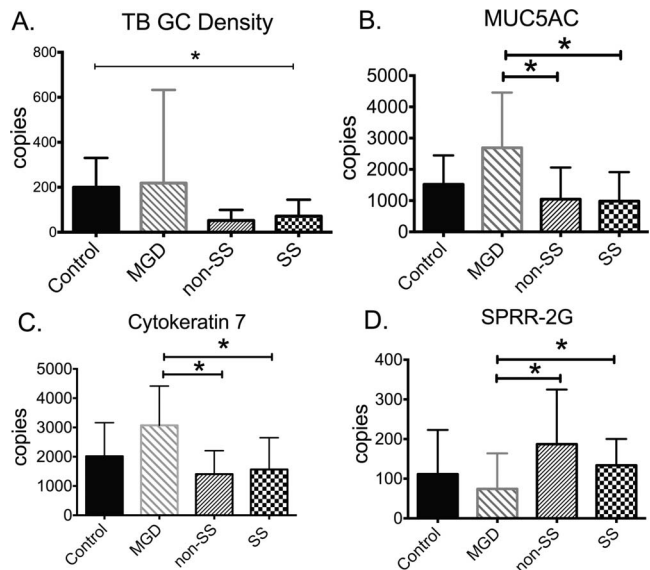 A.
TB GC Density
copies
800
600
400
200
0
*
Control
MGD
non-SS
SS
B.
MUC5AC
copies
5000
4000
3000
2000
1000
0
*
*
Control
MGD
non-SS
SS
C.
Cytokeratin 7
copies
5000
4000
3000
2000
1000
0
*
*
Control
MGD
non-SS
SS
D.
SPRR-2G
copies
400
300
200
100
0
*
*
Control
MGD
non-SS
SS